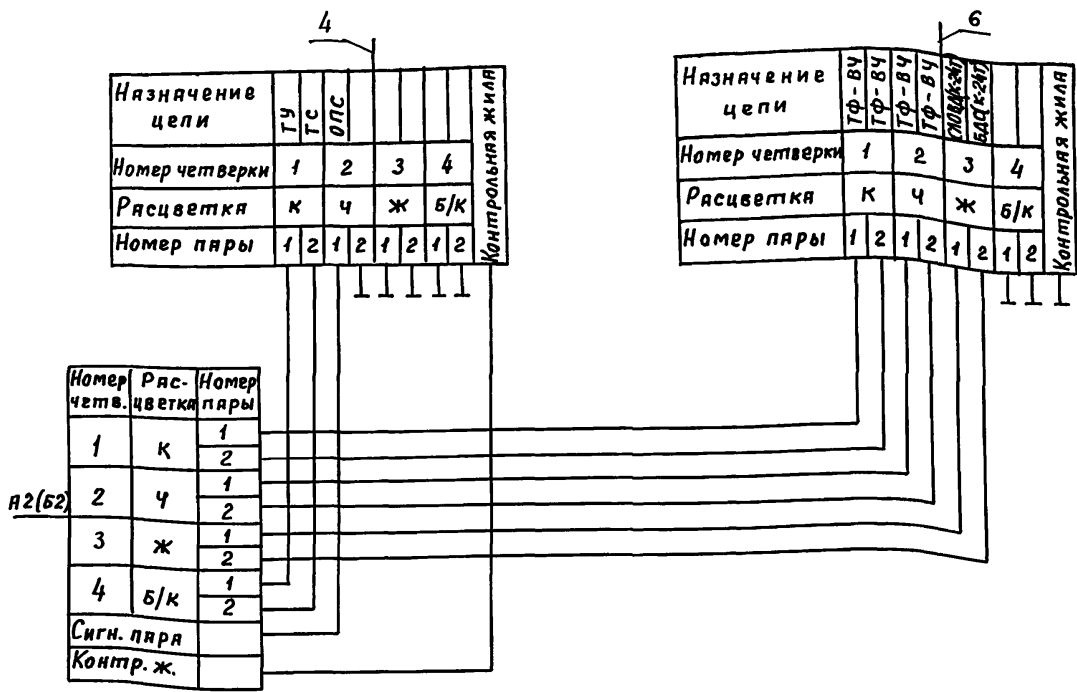 4
Назначение цепи
ТУ
ТС
ОПС
Номер четверки 1 2 3 4
Расцветка К Ч Ж Б/К
Номер пары 1 2 1 2 1 2 1 2
Контрольная жила
6
Назначение цепи
ТФ-ВЧ
ТФ-ВЧ
ТФ-ВЧ
ТФ-ВЧ
Номер четверки 1 2 3 4
Расцветка К Ч Ж Б/К
Номер пары 1 2 1 2 1 2 1 2
Контрольная жила
Номер четв. Рас-цветка Номер пары
1 К 1
2
А2(Б2) 2 Ч 1
2
3 Ж 1
2
4 Б/К 1
2
Сигн. пара
Контр. ж.